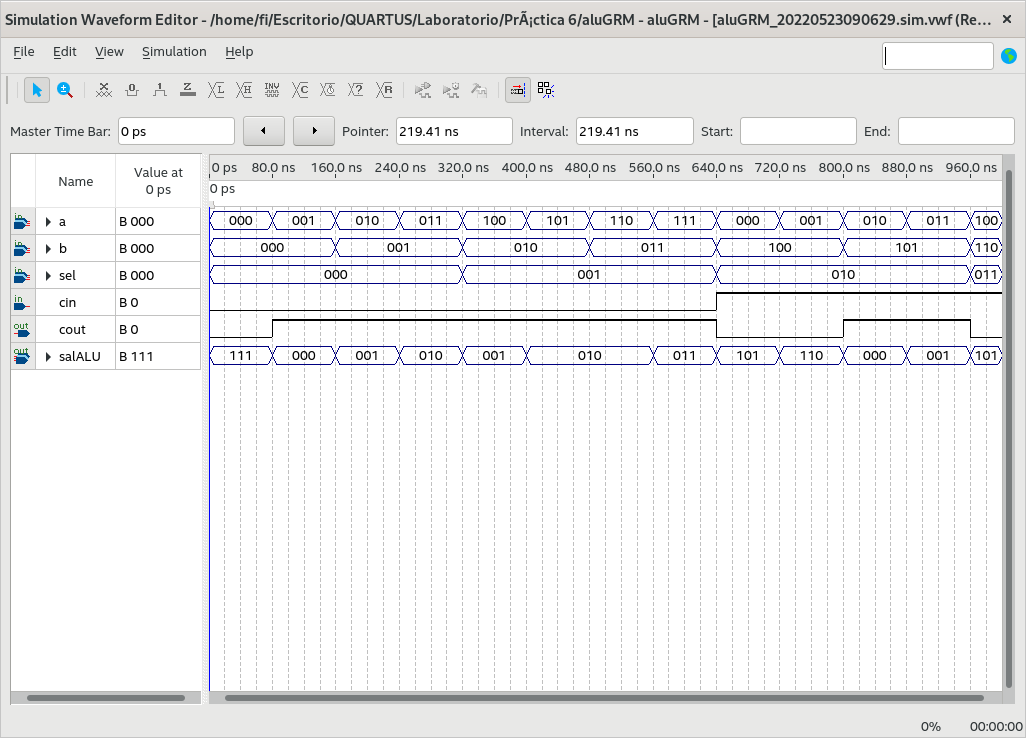 Simulation Waveform Editor - /home/fi/Escritorio/QUARTUS/Laboratorio/PrÃ¡ctica 6/aluGRM - aluGRM - [aluGRM_20220523090629.sim.vwf (Re...
File Edit View Simulation Help
Master Time Bar: 0 ps Pointer: 219.41 ns Interval: 219.41 ns Start: End:
Name Value at 0 ps
0 ps 80.0 ns 160.0 ns 240.0 ns 320.0 ns 400.0 ns 480.0 ns 560.0 ns 640.0 ns 720.0 ns 800.0 ns 880.0 ns 960.0 ns
0 ps
in a B 000 000 001 010 011 100 101 110 111 000 001 010 011 100
in b B 000 000 001 010 011 100 101 110
in sel B 000 000 001 010 011
in cin B 0
out cout B 0
out salALU B 111 111 000 001 010 001 010 011 101 110 000 001 101
0% 00:00:00